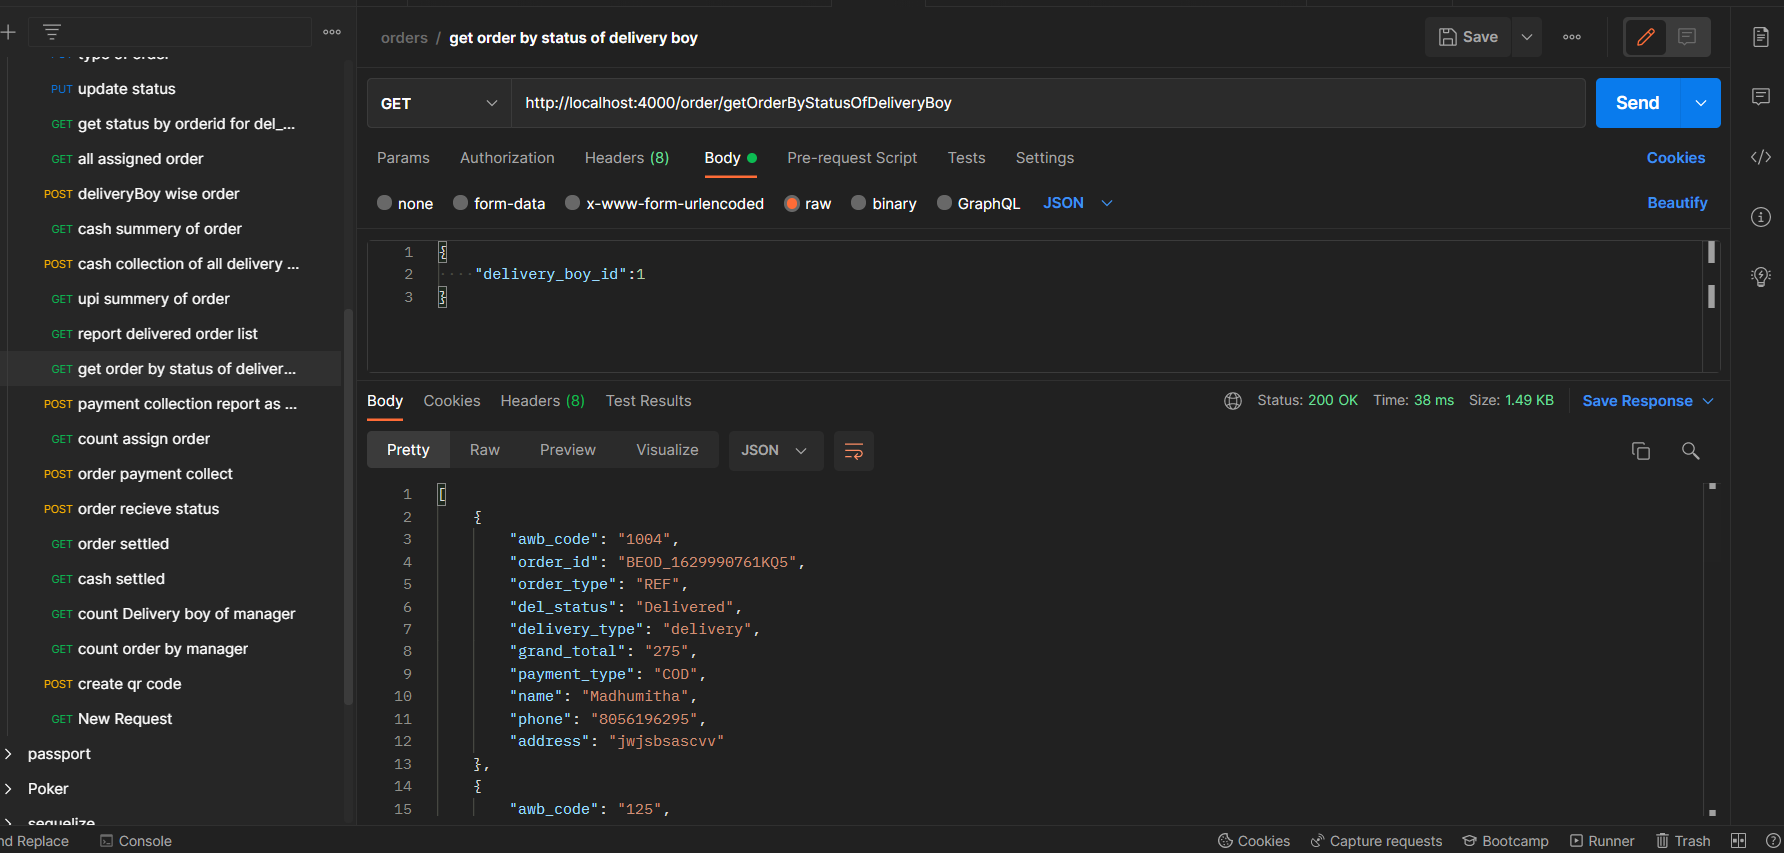 orders / get order by status of delivery boy
Save
type of order
PUT update status
GET get status by orderid for del_...
GET all assigned order
POST deliveryBoy wise order
GET cash summery of order
POST cash collection of all delivery ...
GET upi summery of order
GET report delivered order list
GET get order by status of deliver...
POST payment collection report as ...
GET count assign order
POST order payment collect
POST order recieve status
GET order settled
GET cash settled
GET count Delivery boy of manager
GET count order by manager
POST create qr code
GET New Request
passport
Poker
sequelize
GET http://localhost:4000/order/getOrderByStatusOfDeliveryBoy Send
Params Authorization Headers (8) Body Pre-request Script Tests Settings Cookies
none form-data x-www-form-urlencoded raw binary GraphQL JSON Beautify
1 {
2 ····"delivery_boy_id":1
3 }
Body Cookies Headers (8) Test Results Status: 200 OK Time: 38 ms Size: 1.49 KB Save Response
Pretty Raw Preview Visualize JSON
1 [
2 {
3 "awb_code": "1004",
4 "order_id": "BEOD_1629990761KQ5",
5 "order_type": "REF",
6 "del_status": "Delivered",
7 "delivery_type": "delivery",
8 "grand_total": "275",
9 "payment_type": "COD",
10 "name": "Madhumitha",
11 "phone": "8056196295",
12 "address": "jwjsbsascvv"
13 },
14 {
15 "awb_code": "125",
nd Replace Console Cookies Capture requests Bootcamp Runner Trash